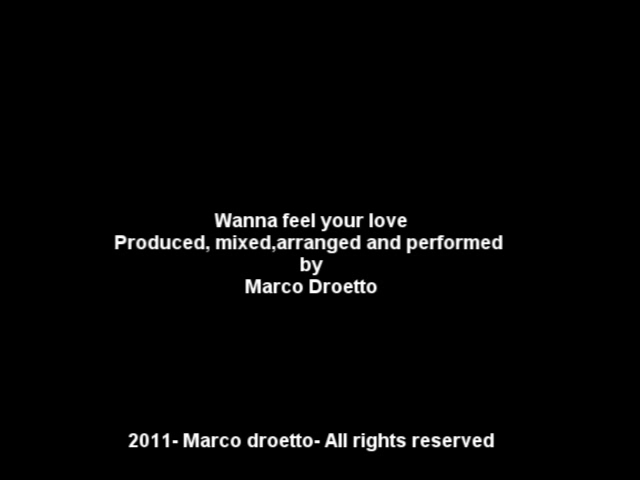 Wanna feel your love
Produced, mixed,arranged and performed
by
Marco Droetto
2011- Marco droetto- All rights reserved